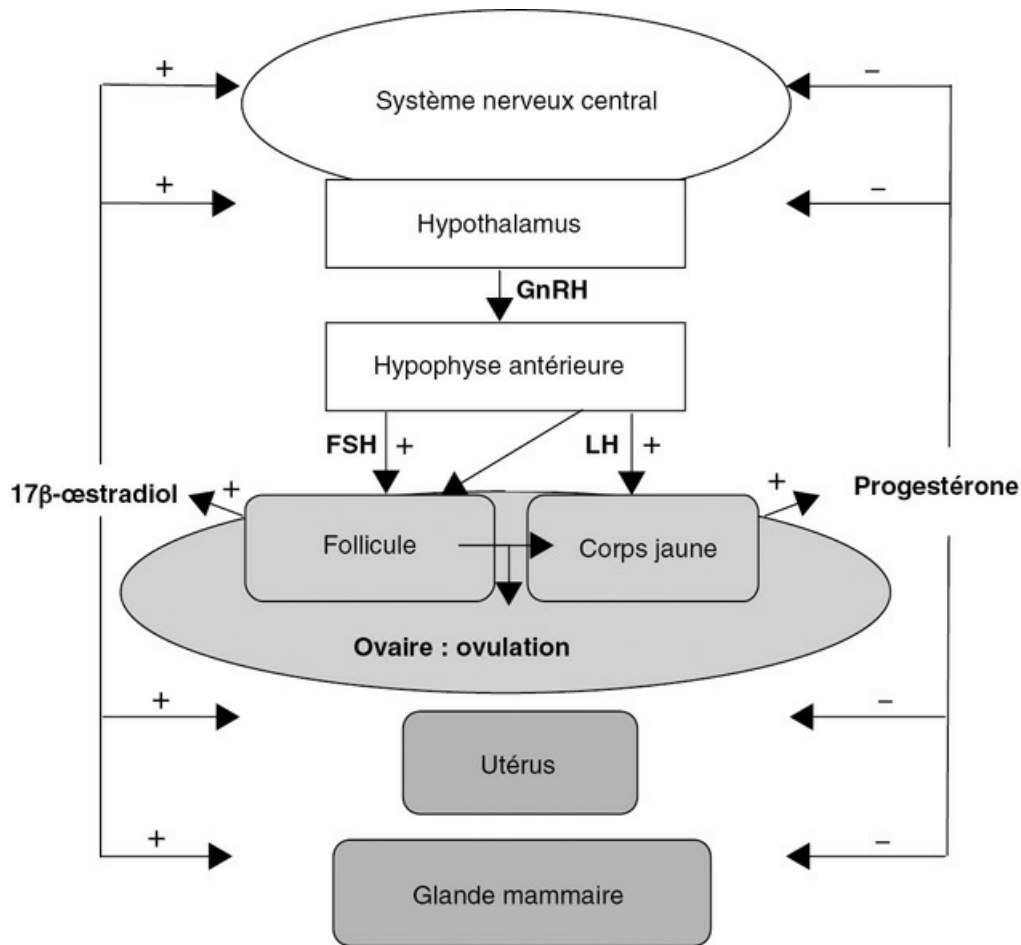 +
–
Système nerveux central
+
–
Hypothalamus
GnRH
Hypophyse antérieure
FSH +
LH +
17β-œstradiol
+
+
Progestérone
Follicule
Corps jaune
Ovaire : ovulation
+
–
Utérus
+
–
Glande mammaire